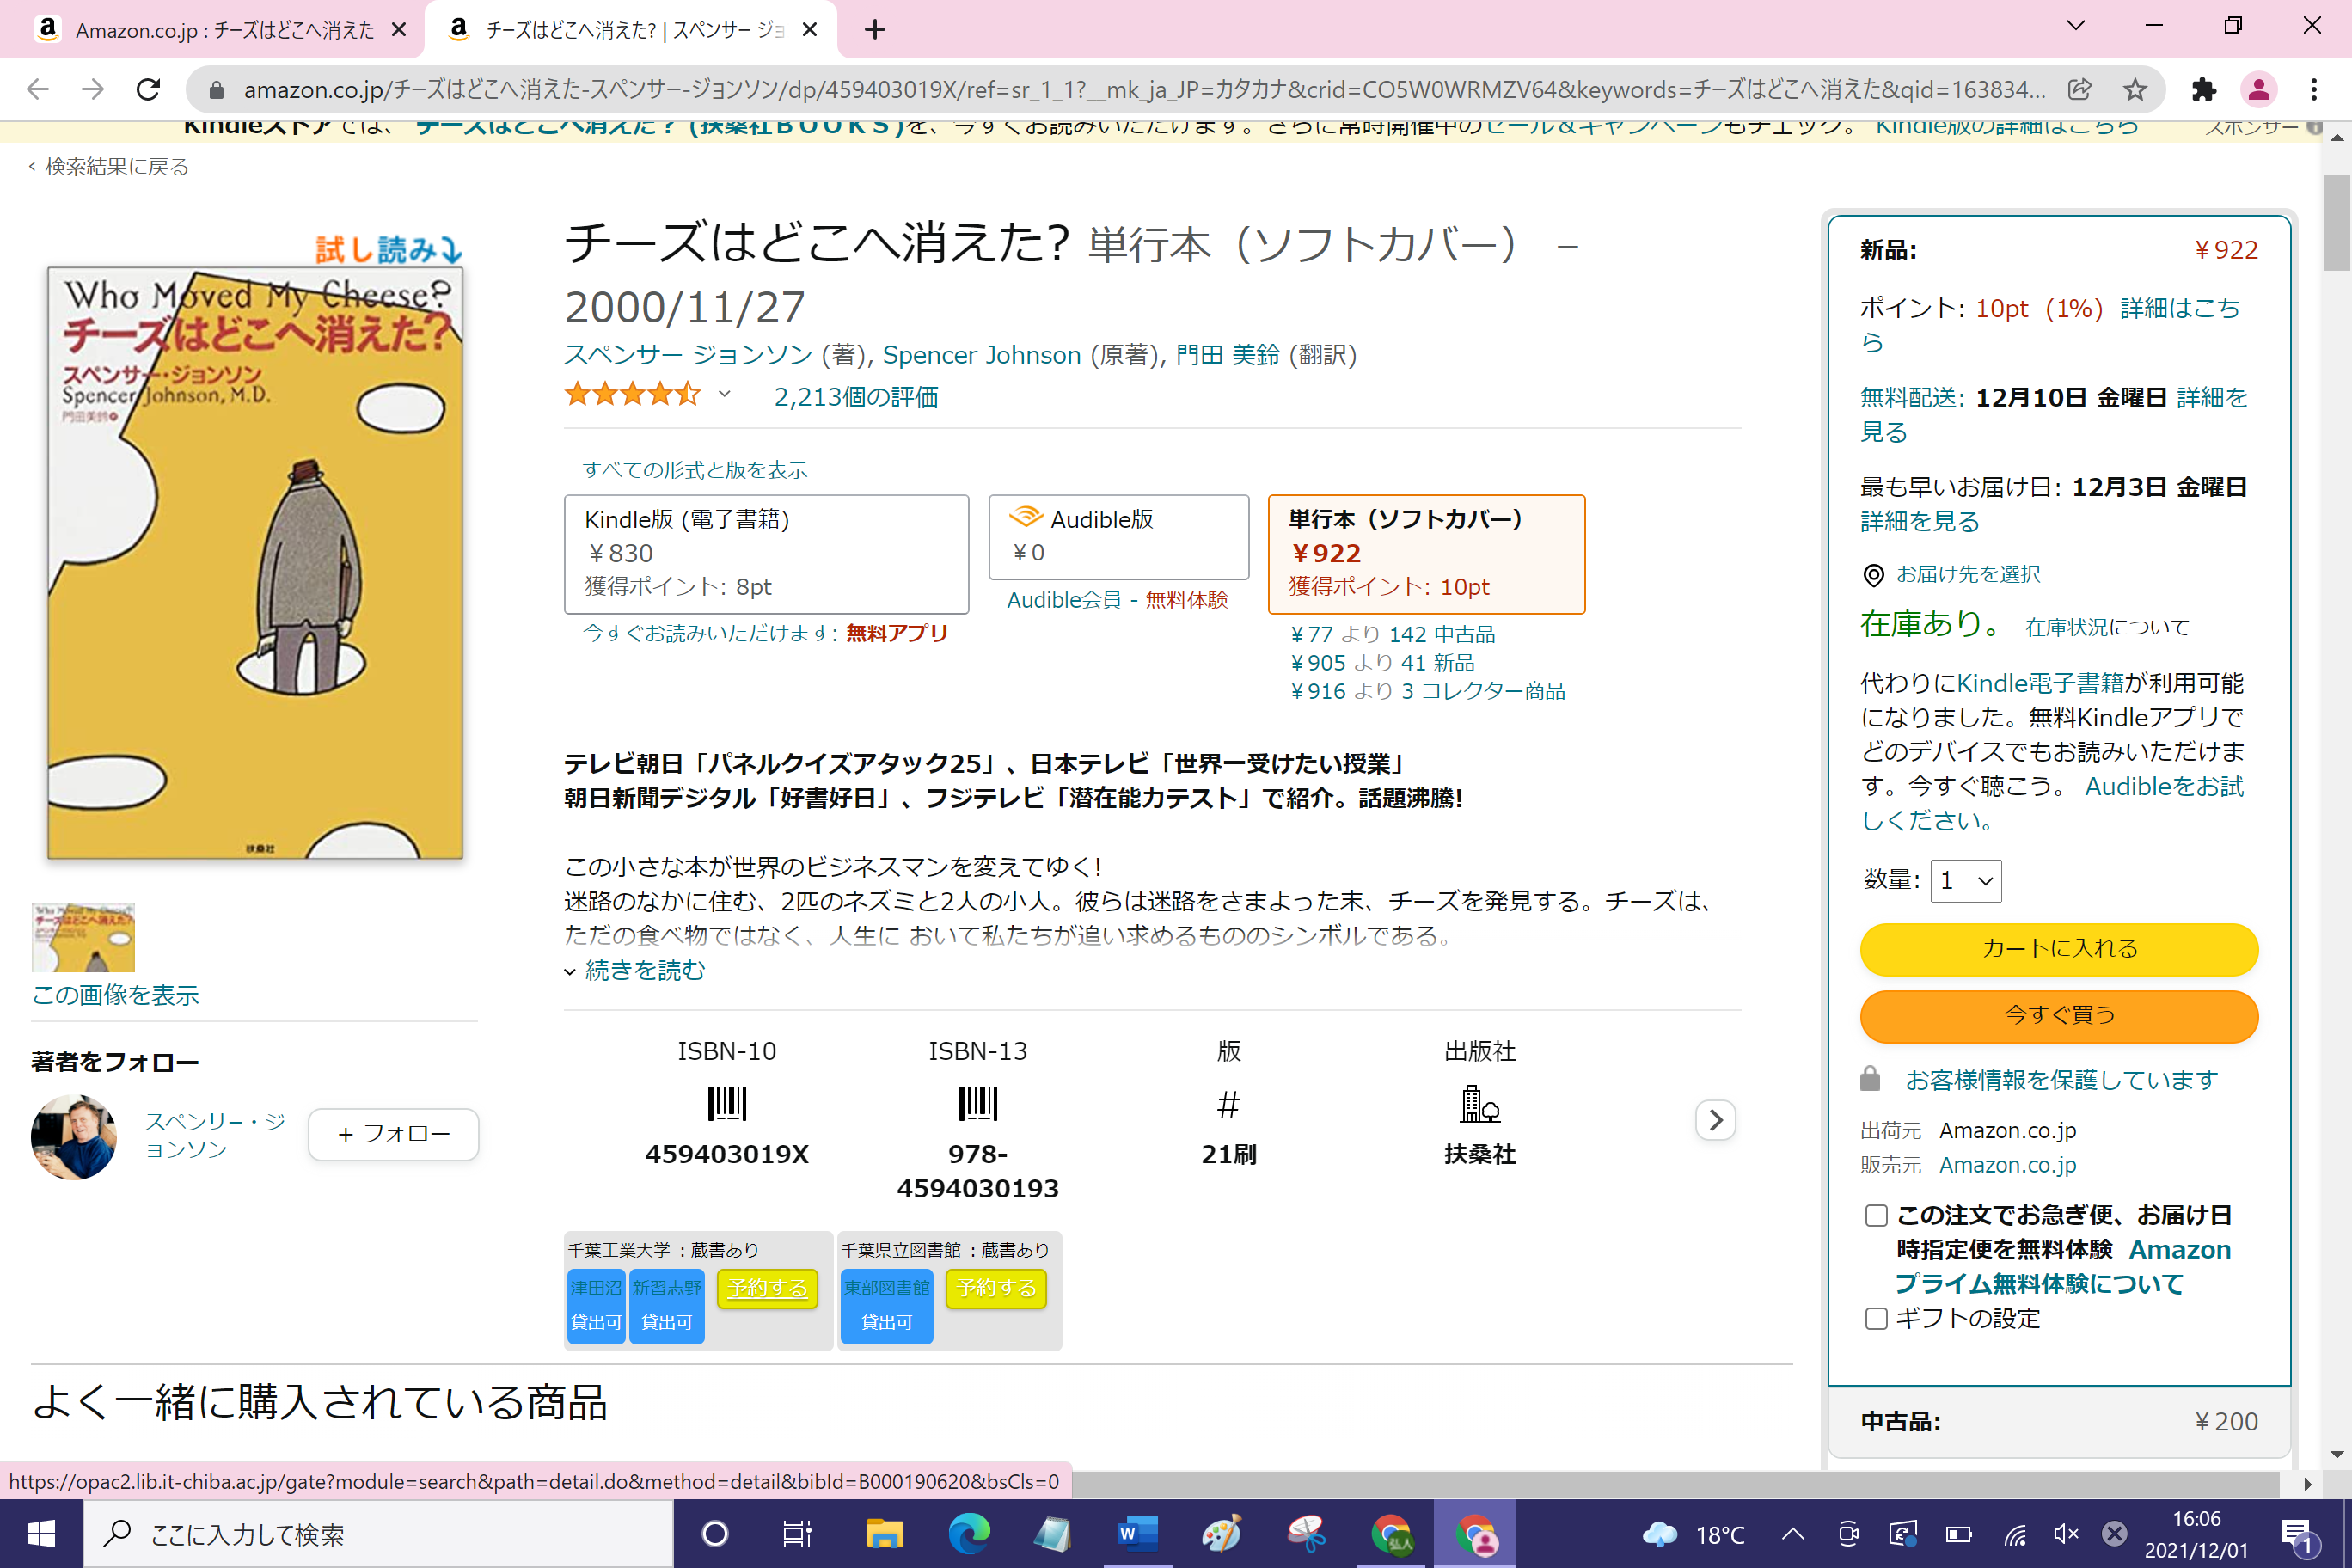 Amazon.co.jp : チーズはどこへ消えた
チーズはどこへ消えた? | スペンサー ジョ
amazon.co.jp/チーズはどこへ消えた-スペンサー-ジョンソン/dp/459403019X/ref=sr_1_1?__mk_ja_JP=カタカナ&crid=CO5W0WRMZV64&keywords=チーズはどこへ消えた&qid=163834...
Kindleストアでは、 チーズはどこへ消えた? (扶桑社ＢＯＯＫＳ)を、今すぐお読みいただけます。さらに常時開催中のセール＆キャンペーンもチェック。 Kindle版の詳細はこちら
スポンサー
‹ 検索結果に戻る
試し読み
Who Moved My Cheese?
チーズはどこへ消えた?
スペンサー・ジョンソン
Spencer Johnson, M.D.
門田美鈴
扶桑社
この画像を表示
著者をフォロー
スペンサー・ジ
ョンソン
+ フォロー
チーズはどこへ消えた? 単行本（ソフトカバー） –
2000/11/27
スペンサー ジョンソン (著), Spencer Johnson (原著), 門田 美鈴 (翻訳)
2,213個の評価
すべての形式と版を表示
Kindle版 (電子書籍)
￥830
獲得ポイント: 8pt
今すぐお読みいただけます: 無料アプリ
Audible版
￥0
Audible会員 - 無料体験
単行本（ソフトカバー）
￥922
獲得ポイント: 10pt
￥77 より 142 中古品
￥905 より 41 新品
￥916 より 3 コレクター商品
テレビ朝日「パネルクイズアタック25」、日本テレビ「世界一受けたい授業」
朝日新聞デジタル「好書好日」、フジテレビ「潜在能力テスト」で紹介。話題沸騰!
この小さな本が世界のビジネスマンを変えてゆく!
迷路のなかに住む、2匹のネズミと2人の小人。彼らは迷路をさまよった末、チーズを発見する。チーズは、
ただの食べ物ではなく、人生に おいて私たちが追い求めるもののシンボルである。
続きを読む
ISBN-10
459403019X
ISBN-13
978-
4594030193
版
#
21刷
出版社
扶桑社
千葉工業大学 : 蔵書あり
津田沼
貸出可
新習志野
貸出可
予約する
千葉県立図書館 : 蔵書あり
東部図書館
貸出可
予約する
よく一緒に購入されている商品
新品:
￥922
ポイント: 10pt (1%) 詳細はこち
ら
無料配送: 12月10日 金曜日 詳細を
見る
最も早いお届け日: 12月3日 金曜日
詳細を見る
お届け先を選択
在庫あり。 在庫状況について
代わりにKindle電子書籍が利用可能
になりました。無料Kindleアプリで
どのデバイスでもお読みいただけま
す。今すぐ聴こう。 Audibleをお試
しください。
数量: 1
カートに入れる
今すぐ買う
お客様情報を保護しています
出荷元 Amazon.co.jp
販売元 Amazon.co.jp
この注文でお急ぎ便、お届け日
時指定便を無料体験 Amazon
プライム無料体験について
ギフトの設定
中古品:
￥200
https://opac2.lib.it-chiba.ac.jp/gate?module=search&path=detail.do&method=detail&bibId=B000190620&bsCls=0
ここに入力して検索
18°C
16:06
2021/12/01
1